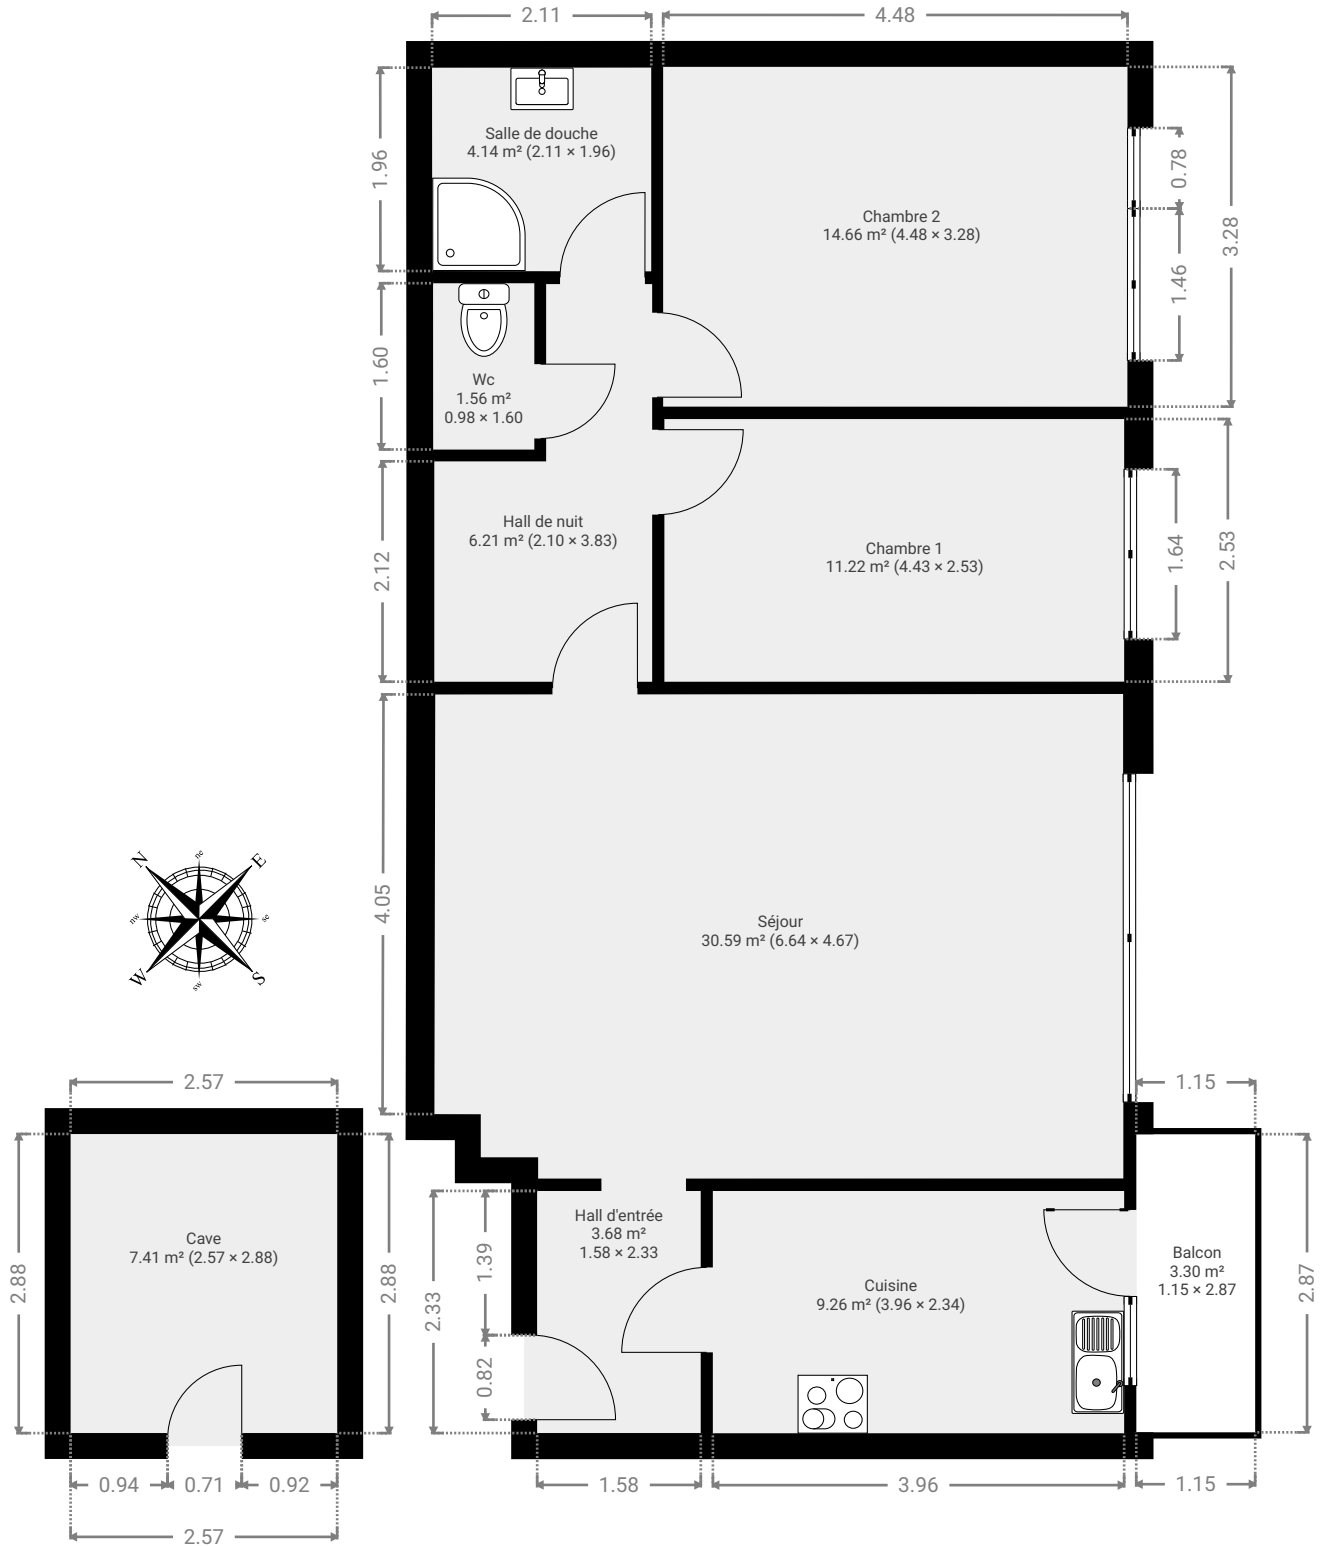 2.11
4.48
1.96
Salle de douche
4.14 m² (2.11 × 1.96)
Chambre 2
14.66 m² (4.48 × 3.28)
0.78
3.28
1.46
1.60
Wc
1.56 m²
0.98 × 1.60
Hall de nuit
6.21 m² (2.10 × 3.83)
2.12
Chambre 1
11.22 m² (4.43 × 2.53)
1.64
2.53
N
ne
E
nw
se
W
sw
S
4.05
Séjour
30.59 m² (6.64 × 4.67)
2.57
1.15
2.88
Cave
7.41 m² (2.57 × 2.88)
2.88
2.33
1.39
0.82
Hall d'entrée
3.68 m²
1.58 × 2.33
Cuisine
9.26 m² (3.96 × 2.34)
Balcon
3.30 m²
1.15 × 2.87
2.87
0.94
0.71
0.92
1.58
3.96
1.15
2.57